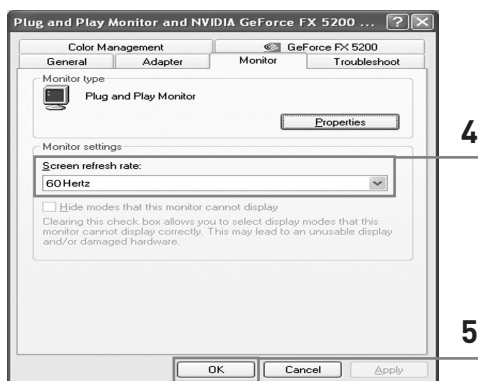 Plug and Play Monitor and NVIDIA GeForce FX 5200 ...
Color Management
GeForce FX 5200
General
Adapter
Monitor
Troubleshoot
Monitor type
Plug and Play Monitor
Properties
Monitor settings
Screen refresh rate:
60 Hertz
Hide modes that this monitor cannot display
Clearing this check box allows you to select display modes that this
monitor cannot display correctly. This may lead to an unusable display
and/or damaged hardware.
OK
Cancel
Apply
4
5